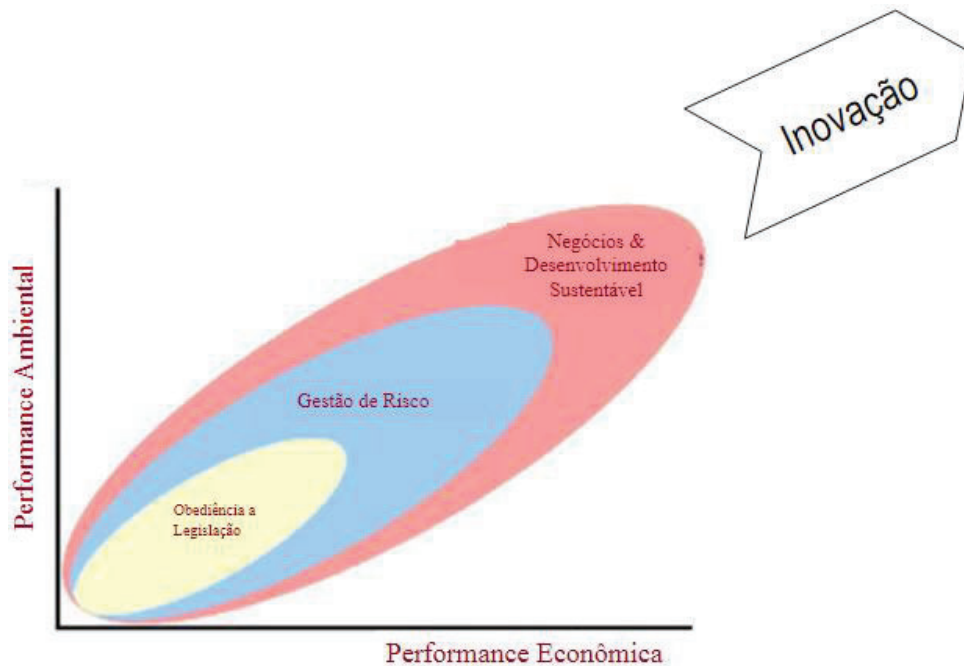 Inovação
Negócios &
Desenvolvimento
Sustentável
Performance Ambiental
Gestão de Risco
Obediência a
Legislação
Performance Econômica